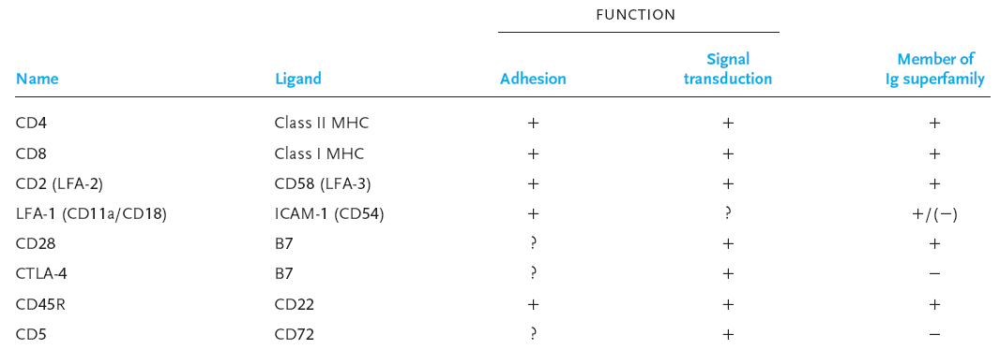 FUNCTION
Name Ligand Adhesion Signal transduction Member of Ig superfamily
CD4 Class II MHC + + +
CD8 Class I MHC + + +
CD2 (LFA-2) CD58 (LFA-3) + + +
LFA-1 (CD11a/CD18) ICAM-1 (CD54) + ? +/(−)
CD28 B7 ? + +
CTLA-4 B7 ? + −
CD45R CD22 + + +
CD5 CD72 ? + −